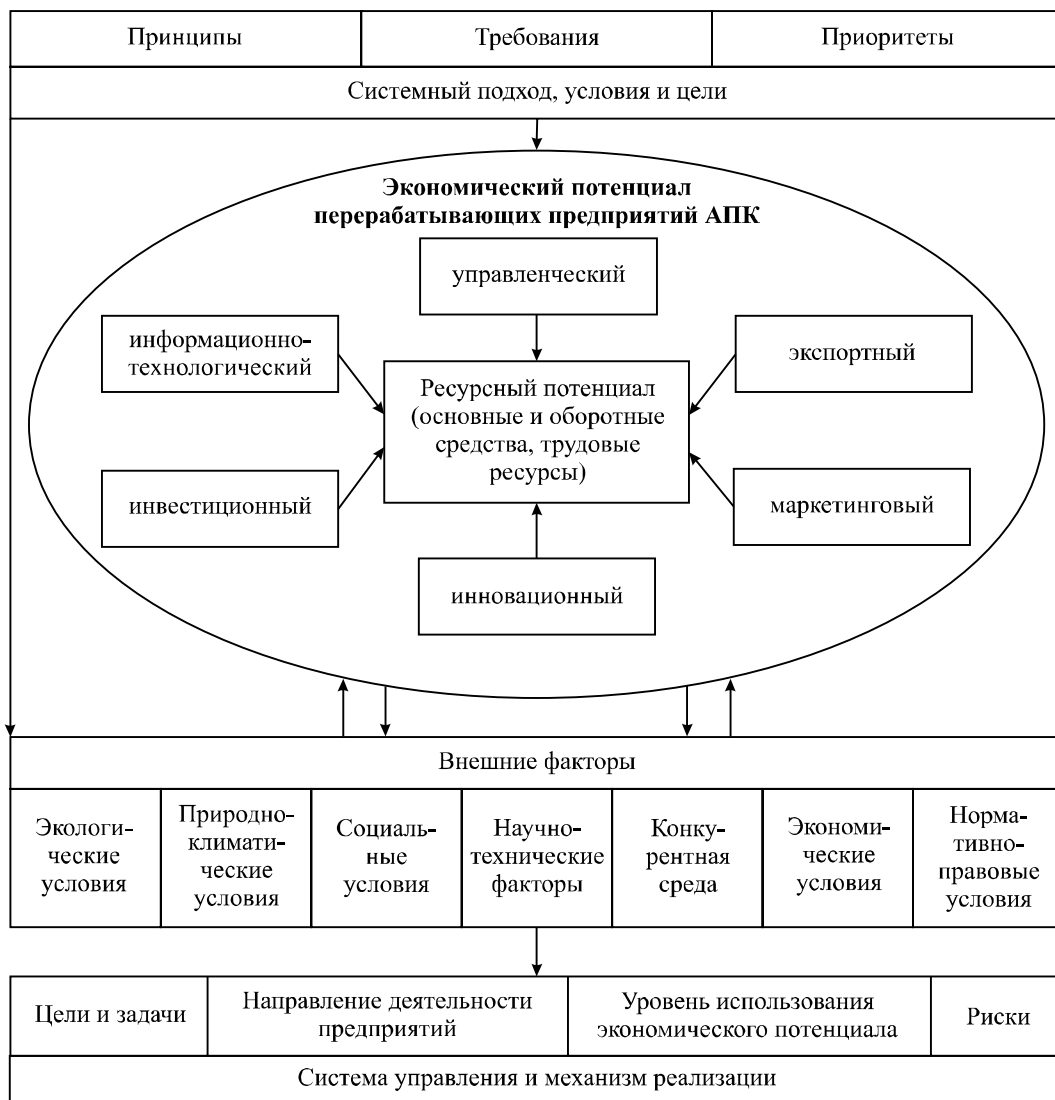 Принципы
Требования
Приоритеты
Системный подход, условия и цели
Экономический потенциал
перерабатывающих предприятий АПК
управленческий
информационно-
технологический
экспортный
Ресурсный потенциал
(основные и оборотные
средства, трудовые
ресурсы)
инвестиционный
маркетинговый
инновационный
Внешние факторы
Экологи-
ческие
условия
Природно-
климати-
ческие
условия
Социаль-
ные
условия
Научно-
технические
факторы
Конку-
рентная
среда
Экономи-
ческие
условия
Норма-
тивно-
правовые
условия
Цели и задачи
Направление деятельности
предприятий
Уровень использования
экономического потенциала
Риски
Система управления и механизм реализации